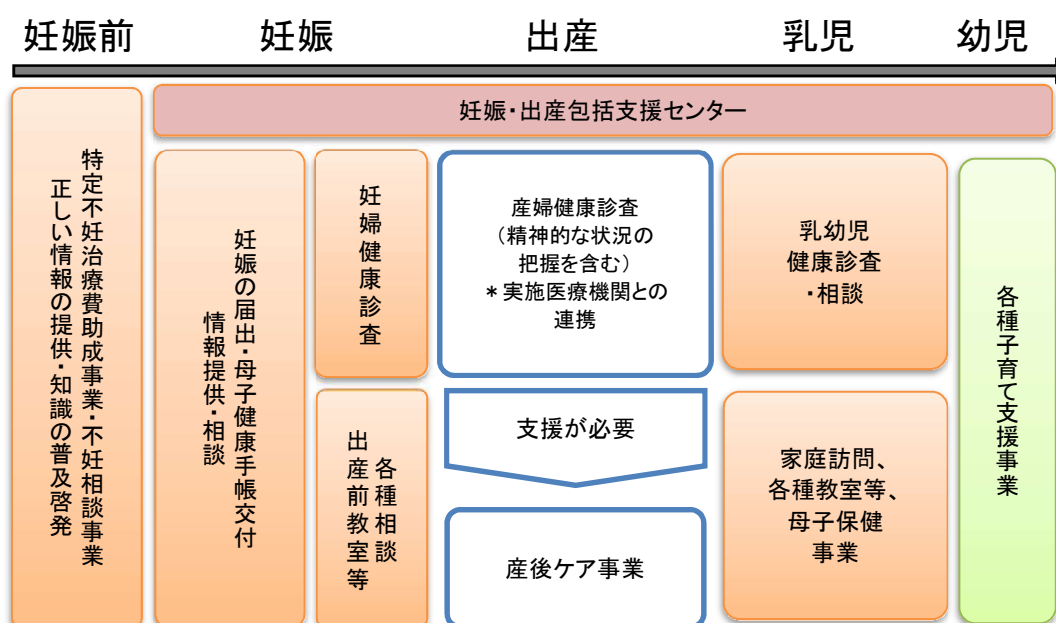 妊娠前
妊娠
出産
乳児
幼児
妊娠・出産包括支援センター
特定不妊治療費助成事業・不妊相談事業
正しい情報の提供・知識の普及啓発
妊娠の届出・母子健康手帳交付
情報提供・相談
妊婦健康診査
各種相談
出産前教室等
産婦健康診査
（精神的な状況の
把握を含む）
＊実施医療機関との
連携
支援が必要
産後ケア事業
乳幼児
健康診査
・相談
家庭訪問、
各種教室等、
母子保健
事業
各種子育て支援事業